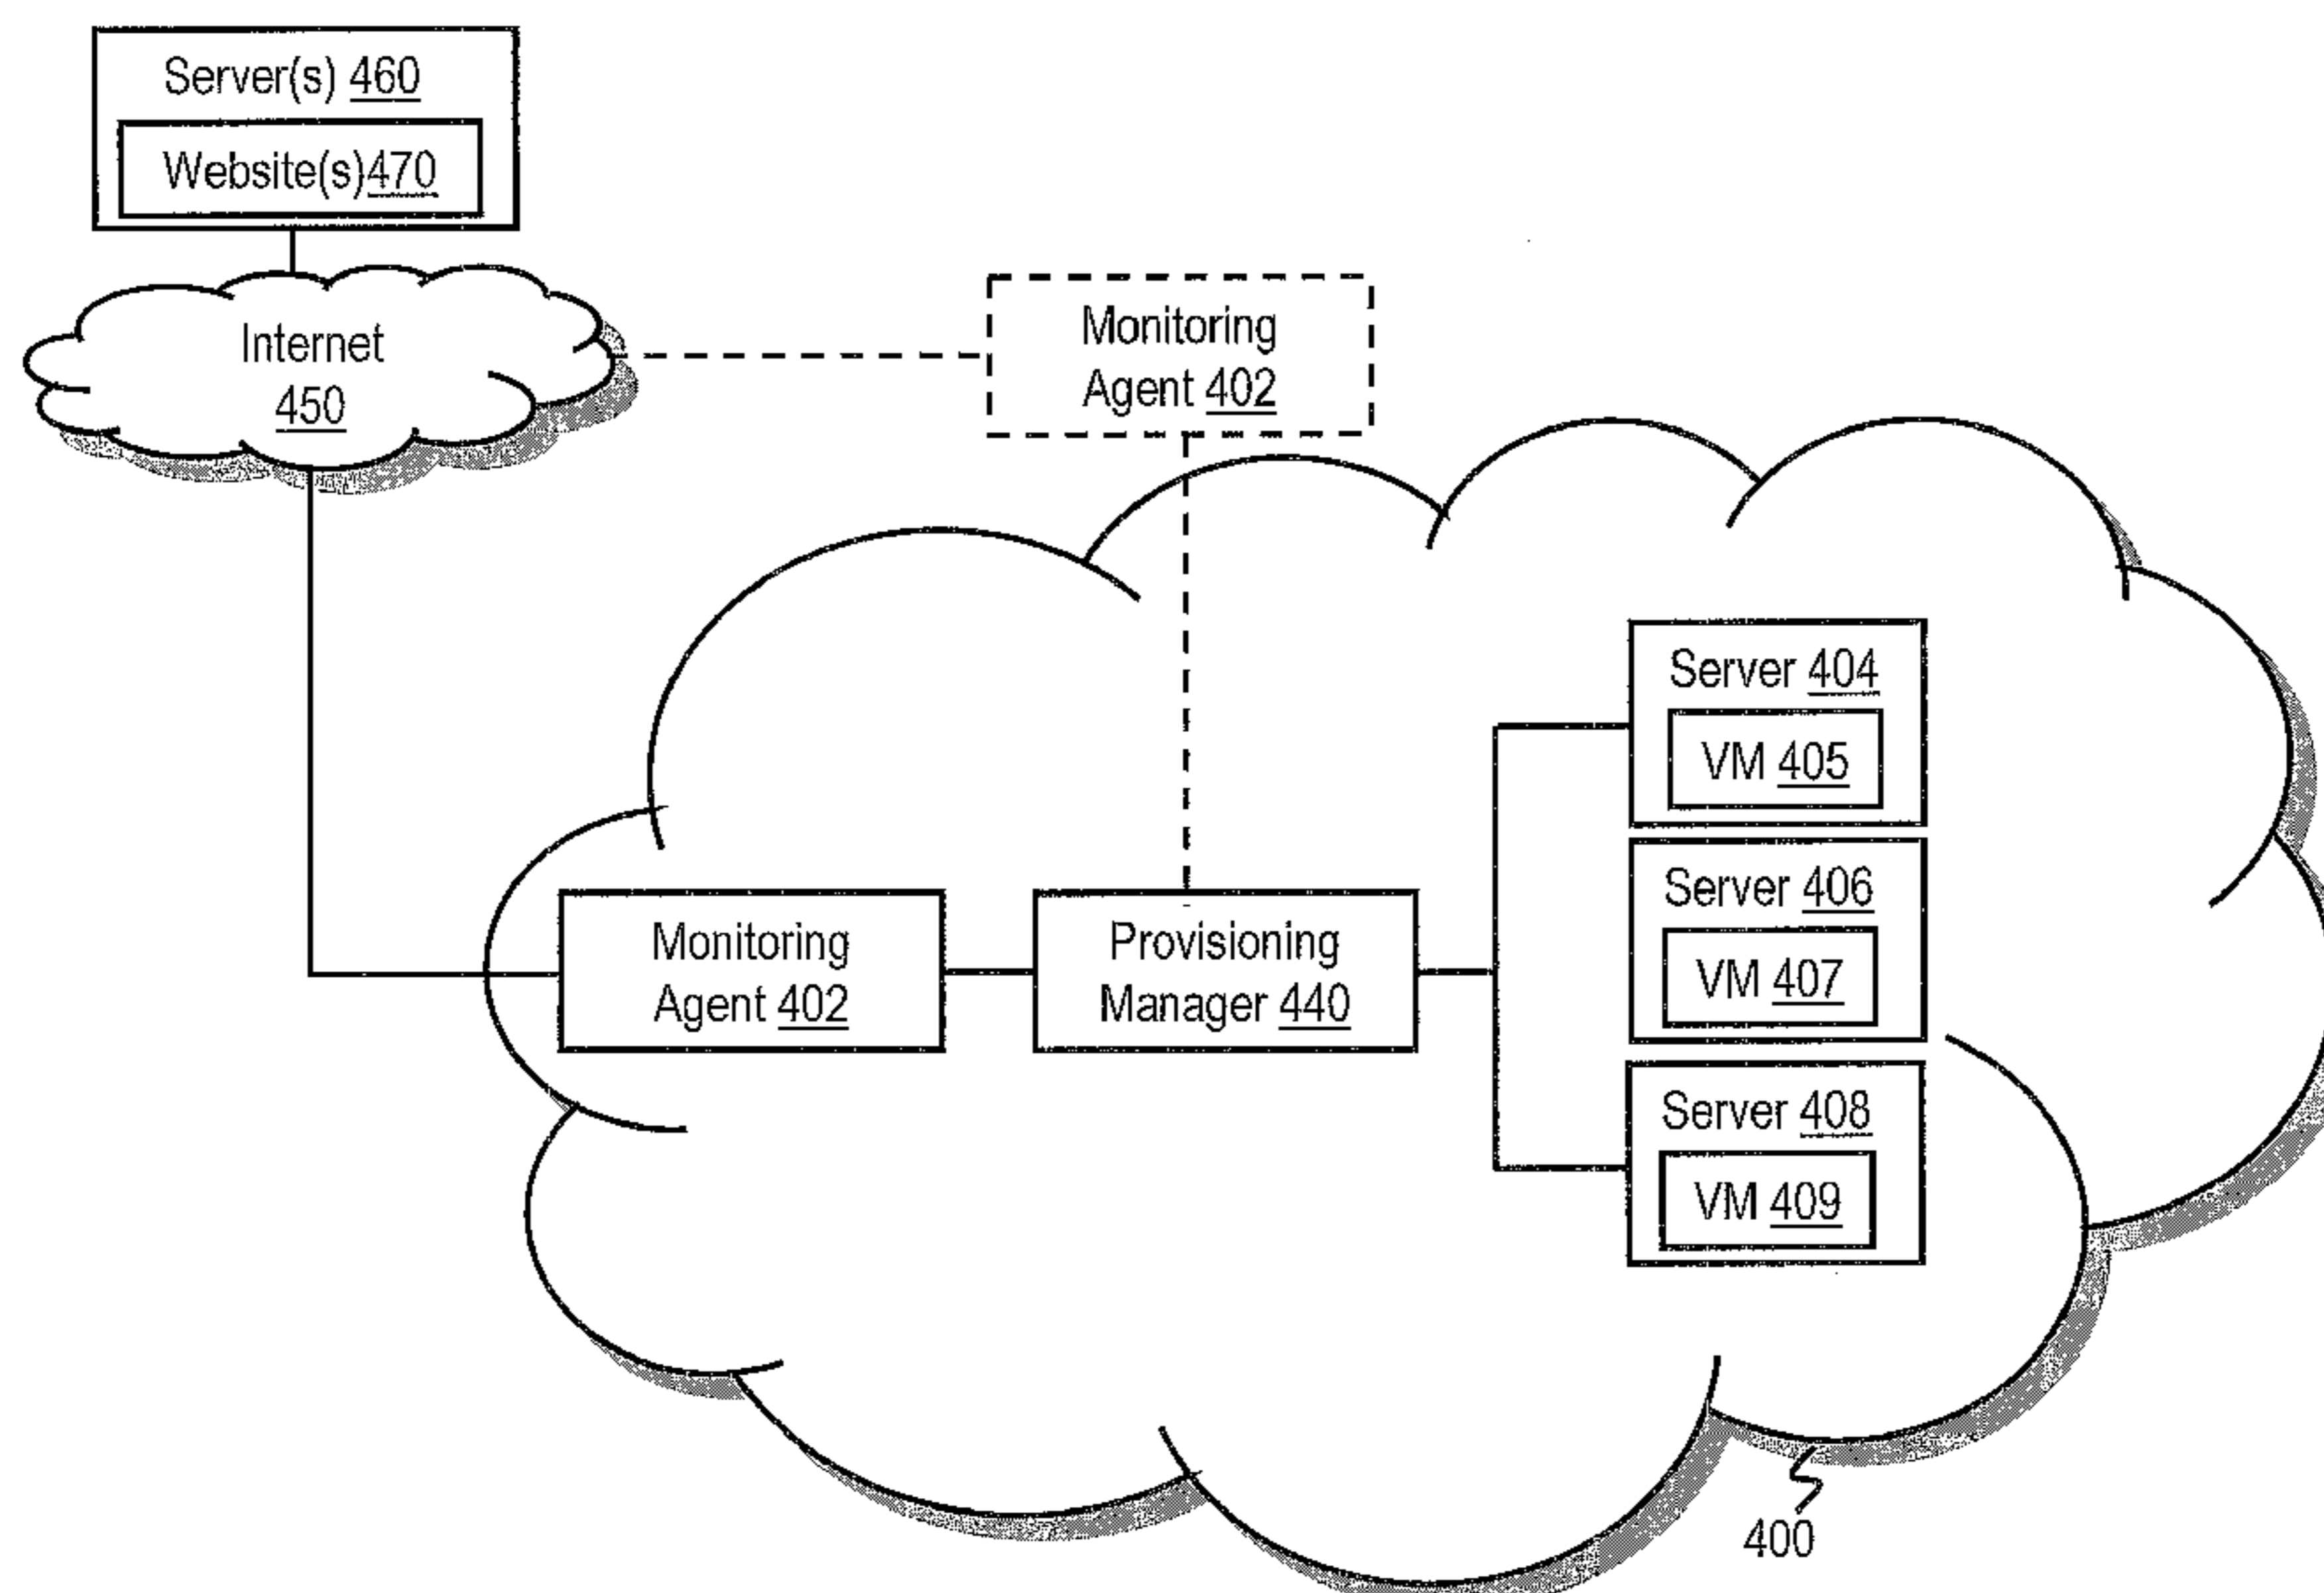 Server(s) 460
Website(s)470
Internet
450
Monitoring
Agent 402
Server 404
VM 405
Server 406
VM 407
Server 408
VM 409
Monitoring
Agent 402
Provisioning
Manager 440
400